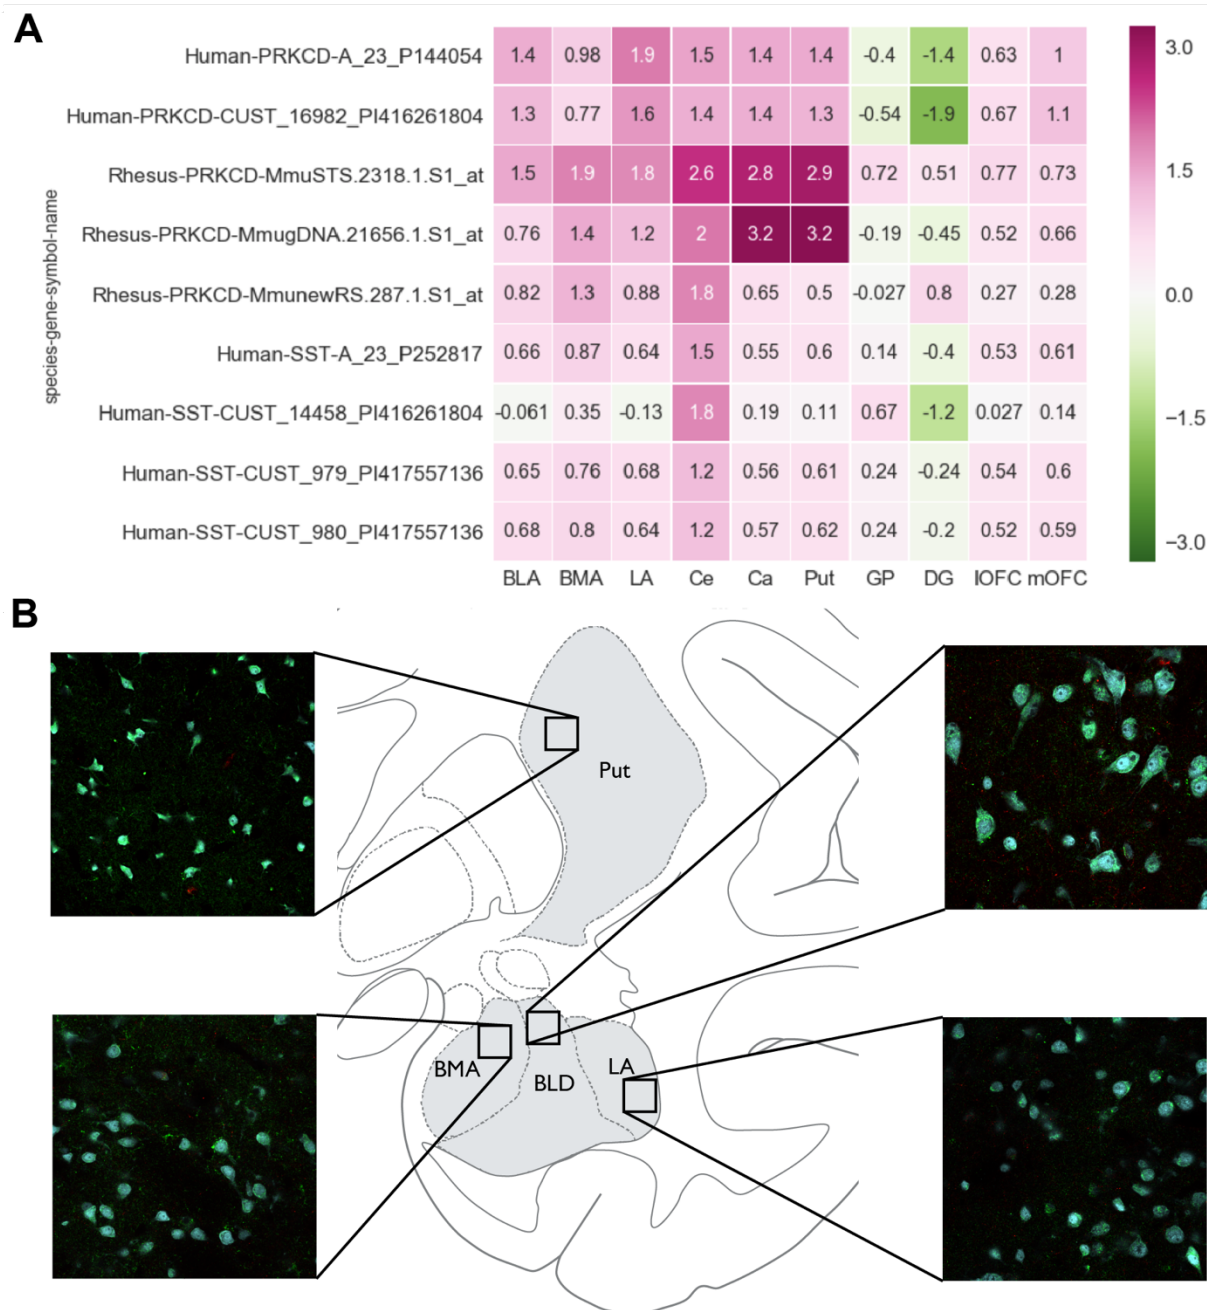 A
species-gene-symbol-name
Human-PRKCD-A_23_P144054 1.4 0.98 1.9 1.5 1.4 1.4 -0.4 -1.4 0.63 1
Human-PRKCD-CUST_16982_PI416261804 1.3 0.77 1.6 1.4 1.4 1.3 -0.54 -1.9 0.67 1.1
Rhesus-PRKCD-MmuSTS.2318.1.S1_at 1.5 1.9 1.8 2.6 2.8 2.9 0.72 0.51 0.77 0.73
Rhesus-PRKCD-MmugDNA.21656.1.S1_at 0.76 1.4 1.2 2 3.2 3.2 -0.19 -0.45 0.52 0.66
Rhesus-PRKCD-MmunewRS.287.1.S1_at 0.82 1.3 0.88 1.8 0.65 0.5 -0.027 0.8 0.27 0.28
Human-SST-A_23_P252817 0.66 0.87 0.64 1.5 0.55 0.6 0.14 -0.4 0.53 0.61
Human-SST-CUST_14458_PI416261804 -0.061 0.35 -0.13 1.8 0.19 0.11 0.67 -1.2 0.027 0.14
Human-SST-CUST_979_PI417557136 0.65 0.76 0.68 1.2 0.56 0.61 0.24 -0.24 0.54 0.6
Human-SST-CUST_980_PI417557136 0.68 0.8 0.64 1.2 0.57 0.62 0.24 -0.2 0.52 0.59
BLA BMA LA Ce Ca Put GP DG lOFC mOFC
3.0
1.5
0.0
−1.5
−3.0
B
Put
BMA
BLD
LA